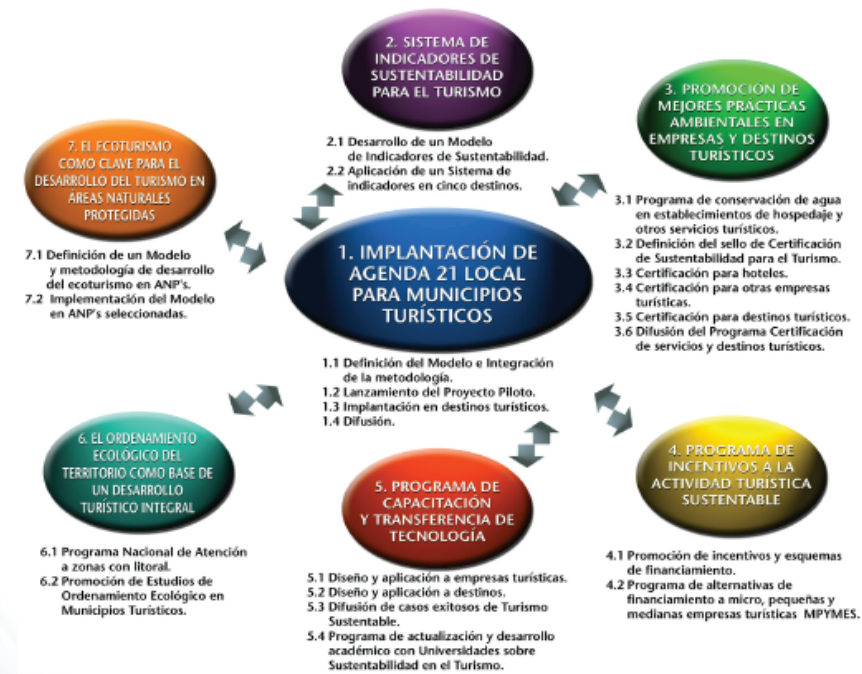 2. SISTEMA DE
INDICADORES DE
SUSTENTABILIDAD
PARA EL TURISMO
2.1 Desarrollo de un Modelo
de Indicadores de Sustentabilidad.
2.2 Aplicación de un Sistema de
indicadores en cinco destinos.
3. PROMOCIÓN DE
MEJORES PRÁCTICAS
AMBIENTALES EN
EMPRESAS Y DESTINOS
TURÍSTICOS
3.1 Programa de conservación de agua
en establecimientos de hospedaje y
otros servicios turísticos.
3.2 Definición del sello de Certificación
de Sustentabilidad para el Turismo.
3.3 Certificación para hoteles.
3.4 Certificación para otras empresas
turísticas.
3.5 Certificación para destinos turísticos.
3.6 Difusión del Programa Certificación
de servicios y destinos turísticos.
7. EL ECOTURISMO
COMO CLAVE PARA EL
DESARROLLO DEL TURISMO EN
ÁREAS NATURALES
PROTEGIDAS
7.1 Definición de un Modelo
y metodología de desarrollo
del ecoturismo en ANP's.
7.2 Implementación del Modelo
en ANP's seleccionadas.
1. IMPLANTACIÓN DE
AGENDA 21 LOCAL
PARA MUNICIPIOS
TURÍSTICOS
1.1 Definición del Modelo e Integración
de la metodología.
1.2 Lanzamiento del Proyecto Piloto.
1.3 Implantación en destinos turísticos.
1.4 Difusión.
6. EL ORDENAMIENTO
ECOLÓGICO DEL
TERRITORIO COMO BASE DE
UN DESARROLLO
TURÍSTICO INTEGRAL
6.1 Programa Nacional de Atención
a zonas con litoral.
6.2 Promoción de Estudios de
Ordenamiento Ecológico en
Municipios Turísticos.
5. PROGRAMA DE
CAPACITACIÓN
Y TRANSFERENCIA DE
TECNOLOGÍA
5.1 Diseño y aplicación a empresas turísticas.
5.2 Diseño y aplicación a destinos.
5.3 Difusión de casos exitosos de Turismo
Sustentable.
5.4 Programa de actualización y desarrollo
académico con Universidades sobre
Sustentabilidad en el Turismo.
4. PROGRAMA DE
INCENTIVOS A LA
ACTIVIDAD TURÍSTICA
SUSTENTABLE
4.1 Promoción de incentivos y esquemas
de financiamiento.
4.2 Programa de alternativas de
financiamiento a micro, pequeñas y
medianas empresas turísticas MPYMES.